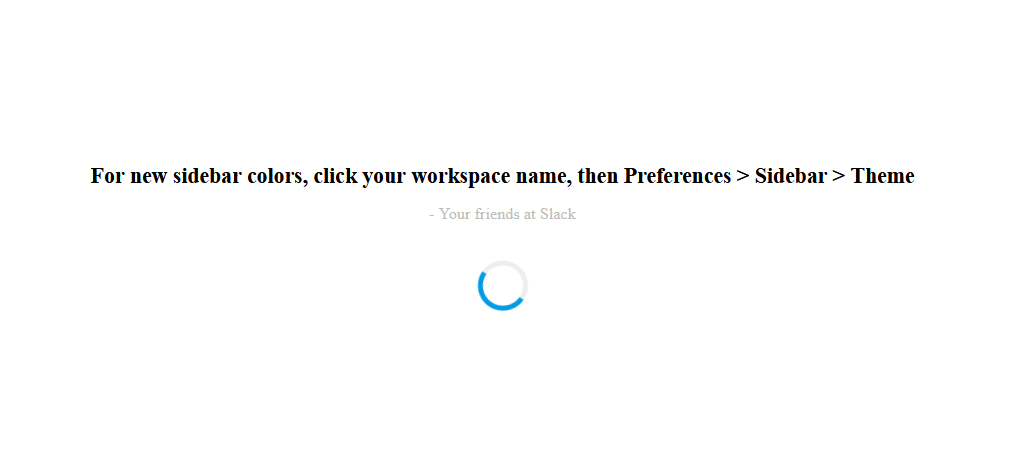 For new sidebar colors, click your workspace name, then Preferences > Sidebar > Theme
- Your friends at Slack